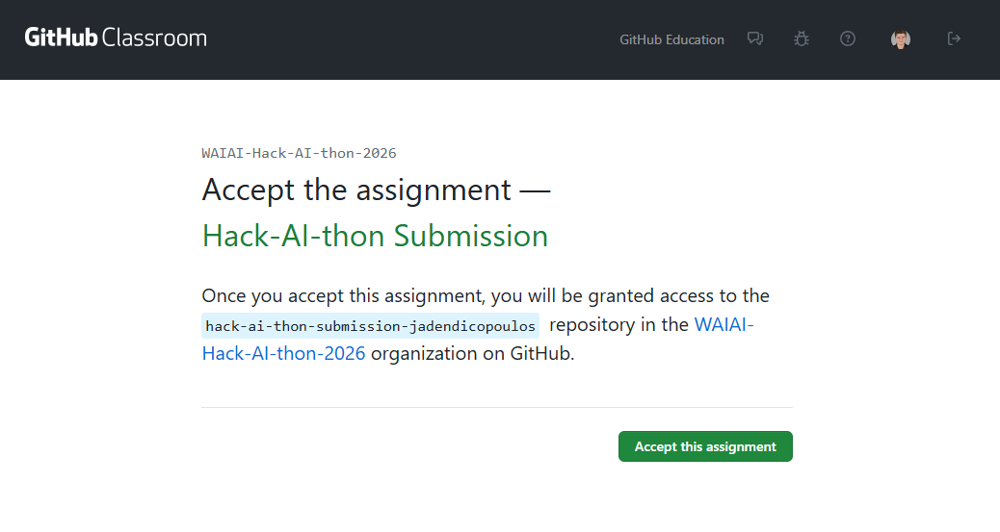 GitHub Classroom
GitHub Education
WAIAI-Hack-AI-thon-2026
Accept the assignment —
Hack-AI-thon Submission
Once you accept this assignment, you will be granted access to the
hack-ai-thon-submission-jadendicopoulos repository in the WAIAI-
Hack-AI-thon-2026 organization on GitHub.
Accept this assignment